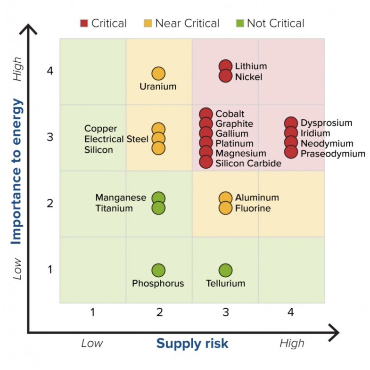 Critical
Near Critical
Not Critical
High
Importance to energy
Low
4
3
2
1
Uranium
Lithium
Nickel
Copper
Electrical Steel
Silicon
Cobalt
Graphite
Gallium
Platinum
Magnesium
Silicon Carbide
Dysprosium
Iridium
Neodymium
Praseodymium
Manganese
Titanium
Aluminum
Fluorine
Phosphorus
Tellurium
1
2
3
4
Low
Supply risk
High